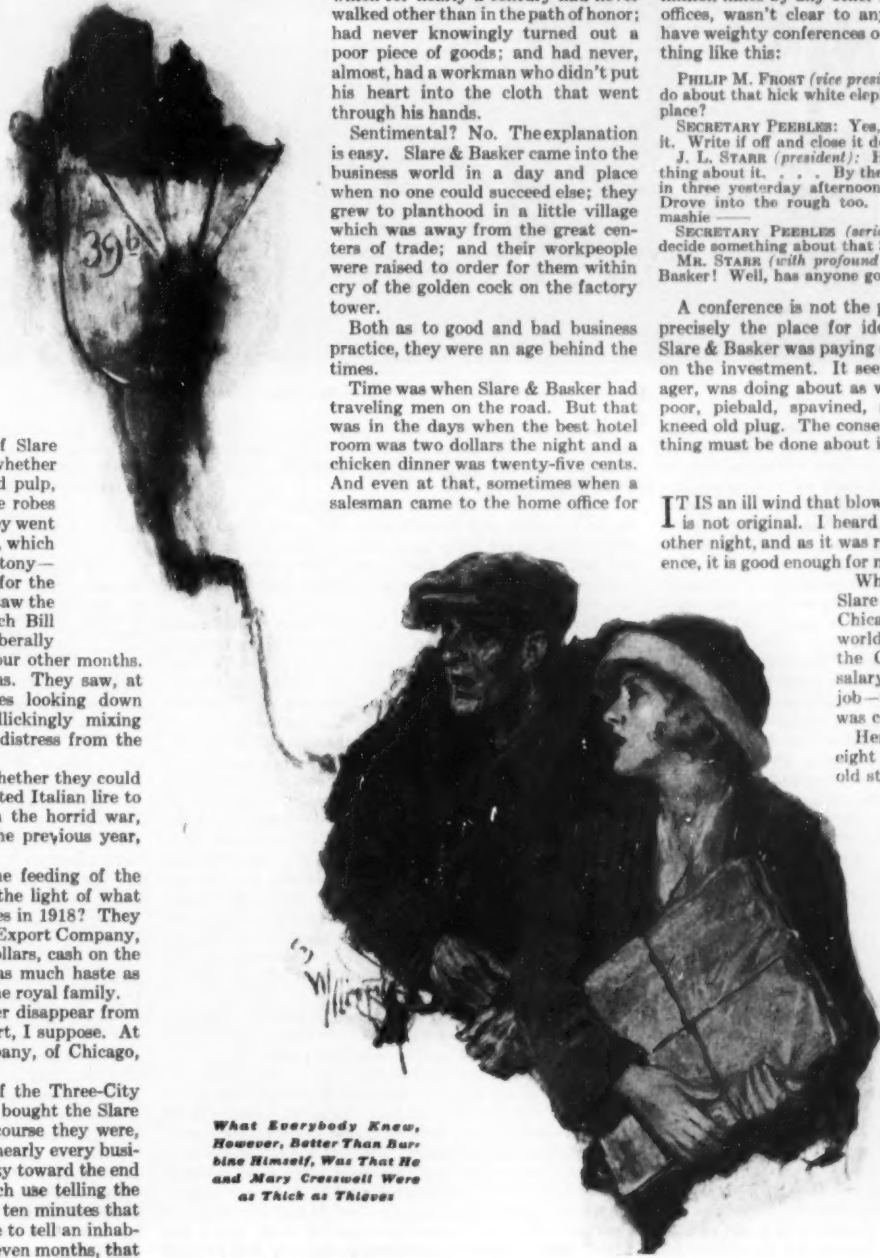 f Slare
hether
d pulp,
e robes
y went
, which
tony—
for the
aw the
ch Bill
berally
our other months.
as. They saw, at
es looking down
llickingly mixing
distress from the
hether they could
ted Italian lire to
the horrid war,
he previous year,
he feeding of the
the light of what
es in 1918? They
Export Company,
ollars, cash on the
as much haste as
he royal family.
er disappear from
rt, I suppose. At
pany, of Chicago,
f the Three-City
bought the Slare
course they were,
nearly every busi-
sy toward the end
ch use telling the
ten minutes that
e to tell an inhab-
even months, that
39b
walked other than in the path of honor;
had never knowingly turned out a
poor piece of goods; and had never,
almost, had a workman who didn't put
his heart into the cloth that went
through his hands.
Sentimental? No. The explanation
is easy. Slare & Basker came into the
business world in a day and place
when no one could succeed else; they
grew to planthood in a little village
which was away from the great cen-
ters of trade; and their workpeople
were raised to order for them within
cry of the golden cock on the factory
tower.
Both as to good and bad business
practice, they were an age behind the
times.
Time was when Slare & Basker had
traveling men on the road. But that
was in the days when the best hotel
room was two dollars the night and a
chicken dinner was twenty-five cents.
And even at that, sometimes when a
salesman came to the home office for
What Everybody Knew,
However, Better Than Bur-
bine Himself, Was That He
and Mary Cresswell Were
as Thick as Thieves
offices, wasn't clear to any
have weighty conferences o
thing like this:
PHILIP M. FROST (vice presi
do about that hick white elep
place?
SECRETARY PEEBLES: Yes,
it. Write if off and close it d
J. L. STARR (president): H
thing about it. . . . By the
in three yesterday afternoon
Drove into the rough too.
mashie ——
SECRETARY PEEBLES (seri
decide something about that
MR. STARR (with profound
Basker! Well, has anyone go
A conference is not the p
precisely the place for ide
Slare & Basker was paying
on the investment. It see
ager, was doing about as w
poor, piebald, spavined,
kneed old plug. The conse
thing must be done about i
IT IS an ill wind that blow
is not original. I heard
other night, and as it was r
ence, it is good enough for m
Wh
Slare
Chica
world
the C
salary
job—
was c
Her
eight
old st